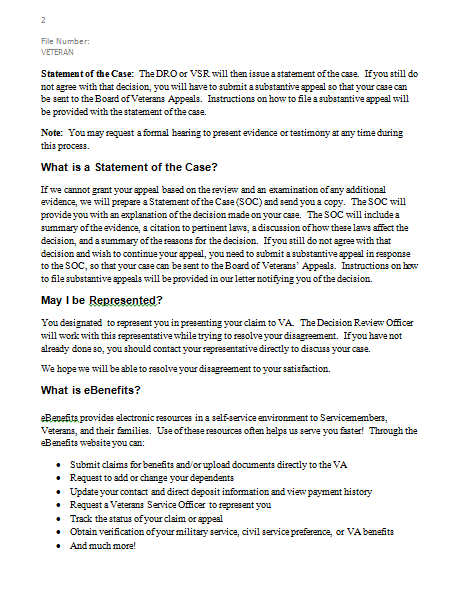 2
File Number:
VETERAN
Statement of the Case:  The DRO or VSR will then issue a statement of the case.  If you still do
not agree with that decision, you will have to submit a substantive appeal so that your case can
be sent to the Board of Veterans Appeals.  Instructions on how to file a substantive appeal will
be provided with the statement of the case.
Note:  You may request a formal hearing to present evidence or testimony at any time during
this process.
What is a Statement of the Case?
If we cannot grant your appeal based on the review and an examination of any additional
evidence, we will prepare a Statement of the Case (SOC) and send you a copy.  The SOC will
provide you with an explanation of the decision made on your case.  The SOC will include a
summary of the evidence, a citation to pertinent laws, a discussion of how these laws affect the
decision, and a summary of the reasons for the decision.  If you still do not agree with that
decision and wish to continue your appeal, you need to submit a substantive appeal in response
to the SOC, so that your case can be sent to the Board of Veterans’ Appeals.  Instructions on how
to file substantive appeals will be provided in our letter notifying you of the decision.
May I be Represented?
You designated  to represent you in presenting your claim to VA.  The Decision Review Officer
will work with this representative while trying to resolve your disagreement.  If you have not
already done so, you should contact your representative directly to discuss your case.
We hope we will be able to resolve your disagreement to your satisfaction.
What is eBenefits?
eBenefits provides electronic resources in a self-service environment to Servicemembers,
Veterans, and their families.  Use of these resources often helps us serve you faster!  Through the
eBenefits website you can:
• Submit claims for benefits and/or upload documents directly to the VA
• Request to add or change your dependents
• Update your contact and direct deposit information and view payment history
• Request a Veterans Service Officer to represent you
• Track the status of your claim or appeal
• Obtain verification of your military service, civil service preference, or VA benefits
• And much more!